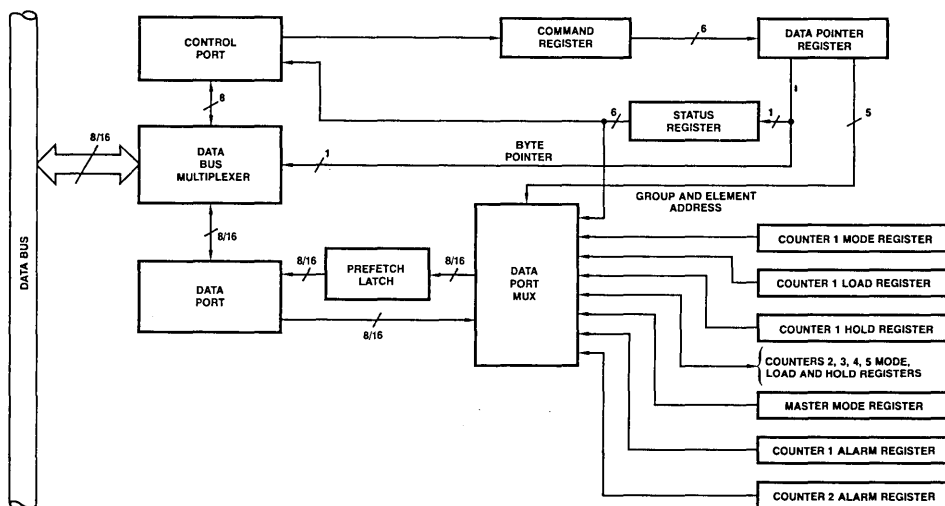 CONTROL
PORT
COMMAND
REGISTER
6
DATA POINTER
REGISTER
8
8/16
DATA
BUS
MULTIPLEXER
6
STATUS
REGISTER
1
5
1
BYTE
POINTER
GROUP AND ELEMENT
ADDRESS
8/16
DATA BUS
DATA
PORT
8/16
PREFETCH
LATCH
8/16
8/16
DATA
PORT
MUX
COUNTER 1 MODE REGISTER
COUNTER 1 LOAD REGISTER
COUNTER 1 HOLD REGISTER
COUNTERS 2, 3, 4, 5 MODE,
LOAD AND HOLD REGISTERS
MASTER MODE REGISTER
COUNTER 1 ALARM REGISTER
COUNTER 2 ALARM REGISTER